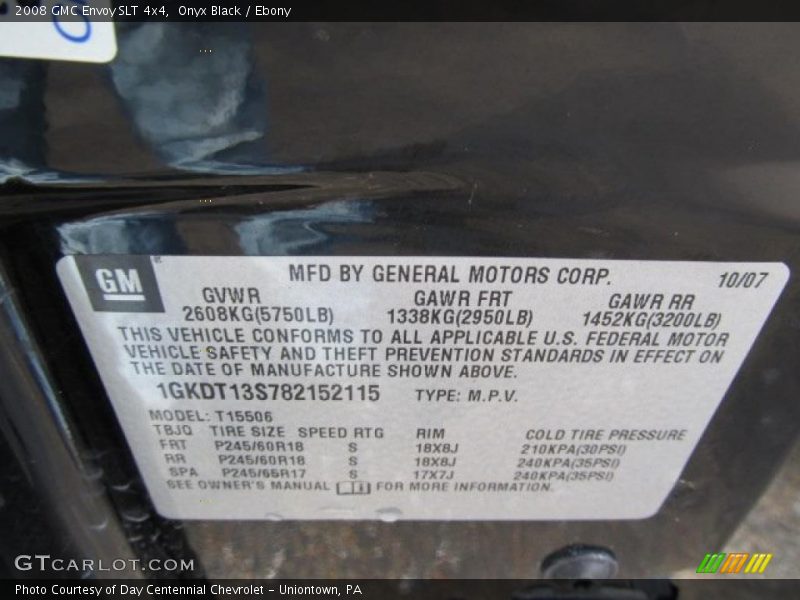 2008 GMC Envoy SLT 4x4, Onyx Black / Ebony
GM
MFD BY GENERAL MOTORS CORP. 10/07
GVWR GAWR FRT GAWR RR
2608KG(5750LB) 1338KG(2950LB) 1452KG(3200LB)
THIS VEHICLE CONFORMS TO ALL APPLICABLE U.S. FEDERAL MOTOR
VEHICLE SAFETY AND THEFT PREVENTION STANDARDS IN EFFECT ON
THE DATE OF MANUFACTURE SHOWN ABOVE.
1GKDT13S782152115 TYPE: M.P.V.
MODEL: T15506
TBJQ TIRE SIZE SPEED RTG RIM COLD TIRE PRESSURE
FRT P245/60R18 S 18X8J 210KPA(30PSI)
RR P245/60R18 S 18X8J 240KPA(35PSI)
SPA P245/65R17 S 17X7J 240KPA(35PSI)
SEE OWNER'S MANUAL FOR MORE INFORMATION.
GTCARLOT.COM
Photo Courtesy of Day Centennial Chevrolet - Uniontown, PA